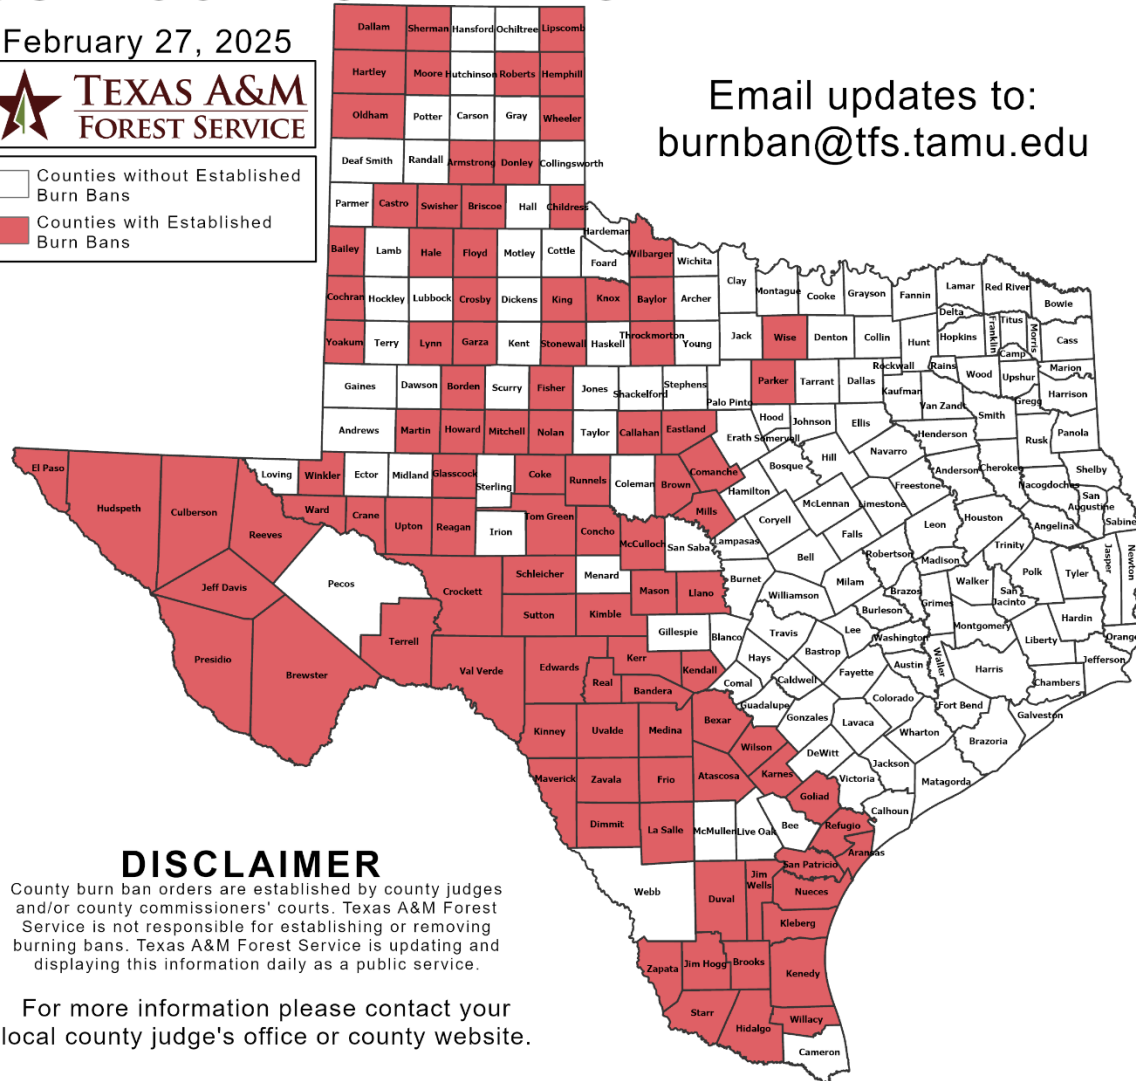 February 27, 2025
TEXAS A&M
FOREST SERVICE
Counties without Established
Burn Bans
Counties with Established
Burn Bans
Email updates to:
burnban@tfs.tamu.edu
Dallam Sherman Hansford Ochiltree Lipscomb
Hartley Moore Hutchinson Roberts Hemphill
Oldham Potter Carson Gray Wheeler
Deaf Smith Randall Armstrong Donley Collingsworth
Parmer Castro Swisher Briscoe Hall Childress
Hardeman
Bailey Lamb Hale Floyd Motley Cottle Foard Wilbarger Wichita
Clay Montague Cooke Grayson Fannin Lamar Red River Bowie
Cochran Hockley Lubbock Crosby Dickens King Knox Baylor Archer
Delta Franklin Titus Morris Cass
Yoakum Terry Lynn Garza Kent Stonewall Haskell Throckmorton Young Jack Wise Denton Collin Hunt Hopkins
Rockwall Rains Camp Marion
Gaines Dawson Borden Scurry Fisher Jones Shackelford Stephens Palo Pinto Parker Tarrant Dallas Kaufman Van Zandt Wood Upshur Gregg Harrison
Andrews Martin Howard Mitchell Nolan Taylor Callahan Eastland Erath Hood Somervell Johnson Ellis Henderson Smith Rusk Panola
El Paso Hudspeth Culberson Reeves Loving Winkler Ector Midland Glasscock Sterling Coke Runnels Coleman Brown Comanche Hamilton Bosque Hill Navarro Freestone Anderson Cherokee Nacogdoches Shelby
San
Augustine
Sabine
Ward Crane Upton Reagan Irion Tom Green Concho McCulloch San Saba Mills Lampasas Coryell McLennan Limestone Falls Leon Houston Angelina
Jeff Davis Pecos Crockett Schleicher Menard Mason Llano Burnet Bell Milam Robertson Madison Trinity Polk Tyler Jasper Newton
Presidio Brewster Terrell Val Verde Sutton Kimble Gillespie Blanco Williamson Travis Burleson Brazos Grimes Walker
San
Jacinto
Hardin
Edwards Kerr Real Bandera Kendall Comal Hays Bastrop Lee Washington Montgomery Liberty Orange
Kinney Uvalde Medina Bexar Guadalupe Caldwell Fayette Austin Waller Harris Chambers Jefferson
Maverick Zavala Frio Atascosa Wilson Karnes Gonzales Lavaca Colorado Fort Bend Galveston
DeWitt Wharton Brazoria
Dimmit La Salle McMullen Live Oak Bee Goliad Victoria Jackson Matagorda
Refugio Calhoun
Aransas
Webb Duval
Jim
Wells
San Patricio
Nueces
Kleberg
Zapata Jim Hogg Brooks Kenedy
Starr Hidalgo Willacy
Cameron
DISCLAIMER
County burn ban orders are established by county judges
and/or county commissioners' courts. Texas A&M Forest
Service is not responsible for establishing or removing
burning bans. Texas A&M Forest Service is updating and
displaying this information daily as a public service.
For more information please contact your
local county judge's office or county website.